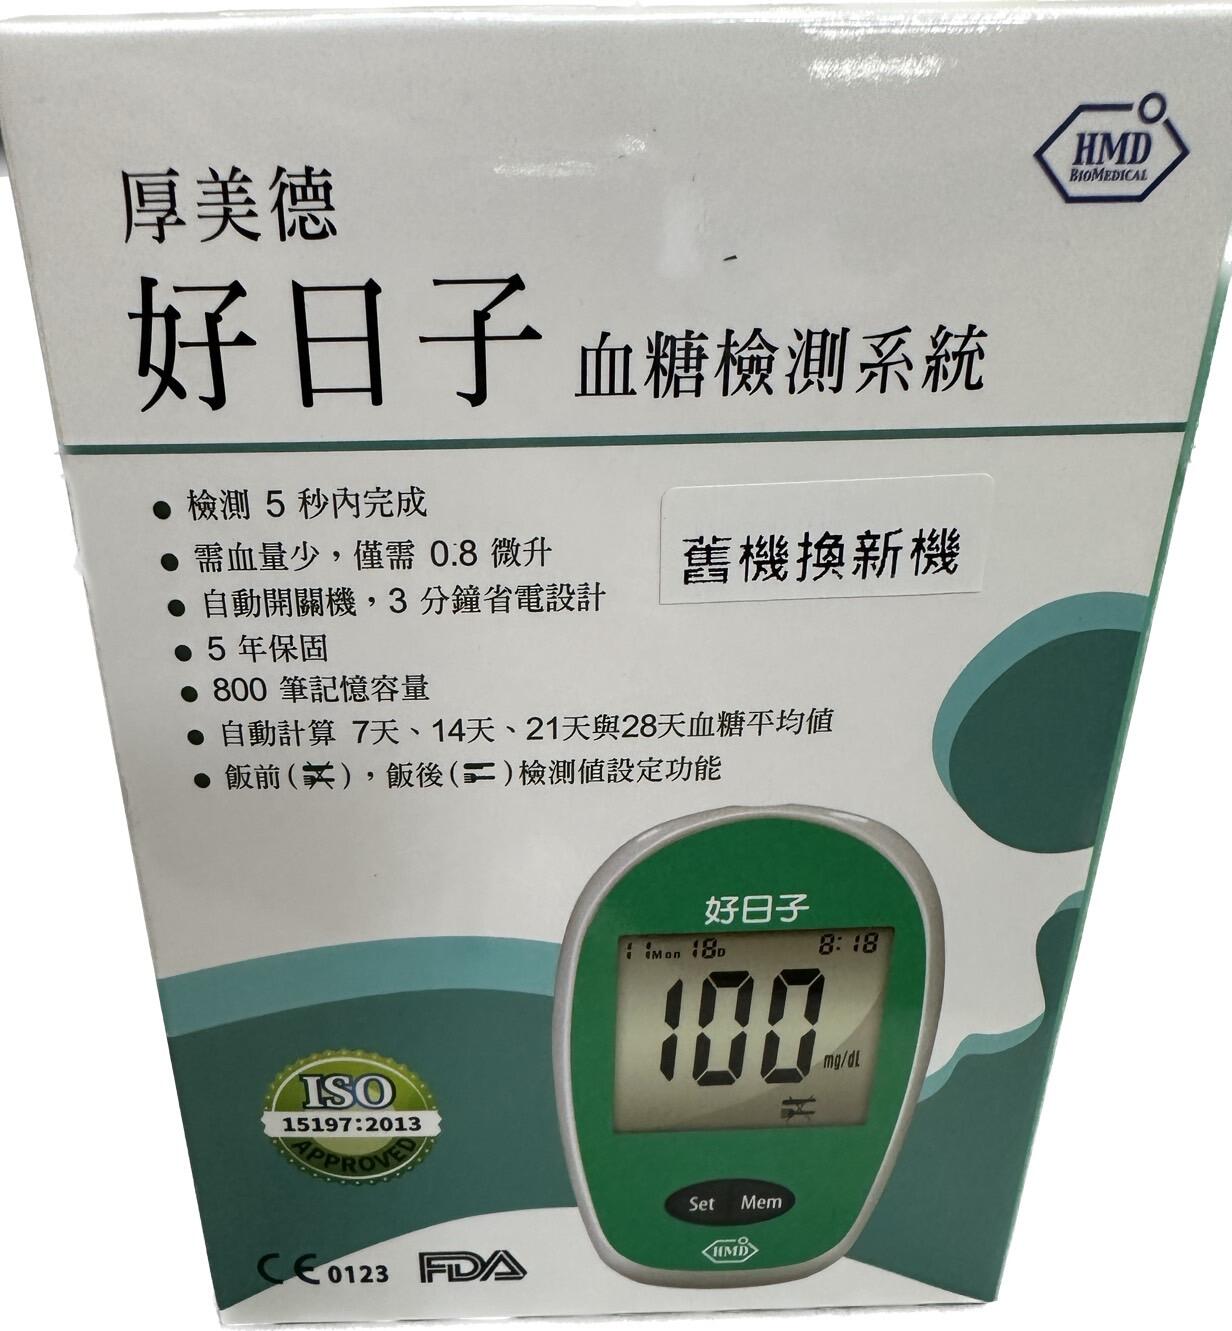 HMD
BIOMEDICAL
厚美德
好日子 血糖檢測系統
● 檢測 5 秒內完成
● 需血量少，僅需 0.8 微升
● 自動開關機，3 分鐘省電設計
● 5 年保固
● 800 筆記憶容量
● 自動計算 7天、14天、21天與28天血糖平均值
● 飯前( )，飯後( )檢測值設定功能
舊機換新機
好日子
11Mon 18D 8:18
100 mg/dL
Set Mem
HMD
ISO
15197:2013
APPROVED
CE 0123 FDA